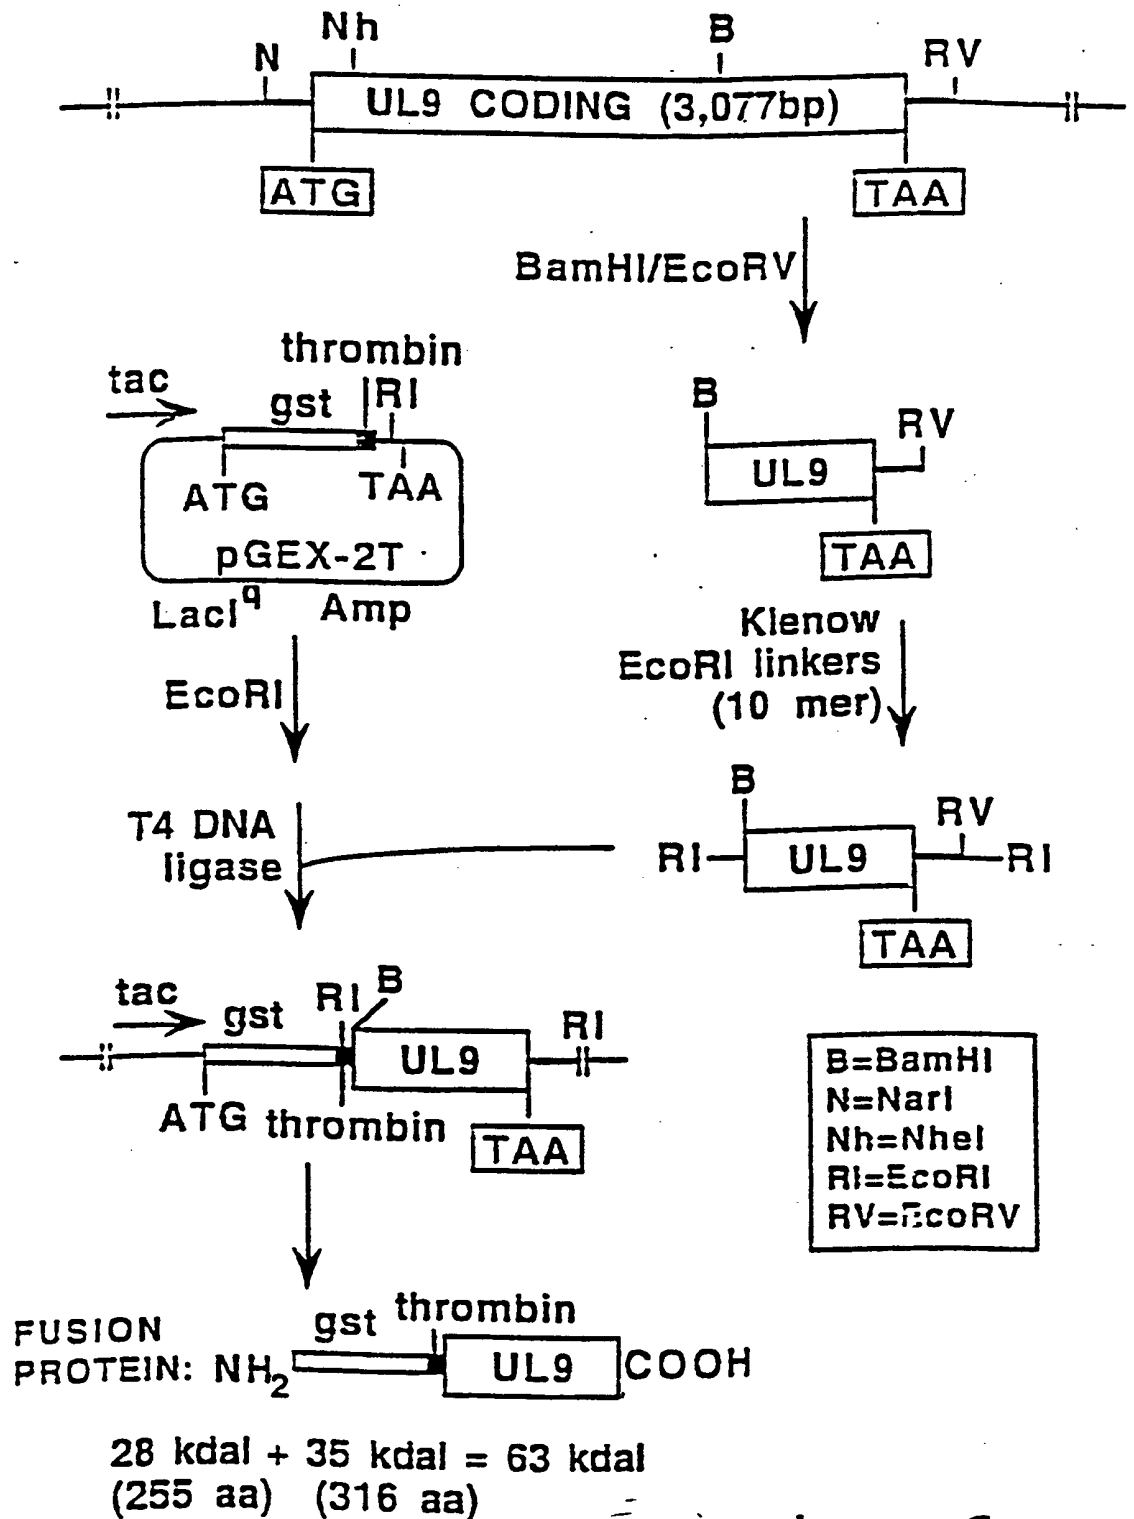 Nh
N
B
RV
UL9 CODING (3,077bp)
ATG
TAA
BamHI/EcoRV
thrombin
tac
gst
RI
ATG
TAA
pGEX-2T
LacIq
Amp
B
RV
UL9
TAA
Klenow
EcoRI linkers
(10 mer)
EcoRI
T4 DNA
ligase
B
RV
RI
UL9
RI
TAA
tac
gst
RI
B
RI
UL9
ATG
thrombin
TAA
B=BamHI
N=NarI
Nh=NheI
RI=EcoRI
RV=EcoRV
gst
thrombin
FUSION
PROTEIN: NH2
UL9
COOH
28 kdal + 35 kdal = 63 kdal
(255 aa) (316 aa)